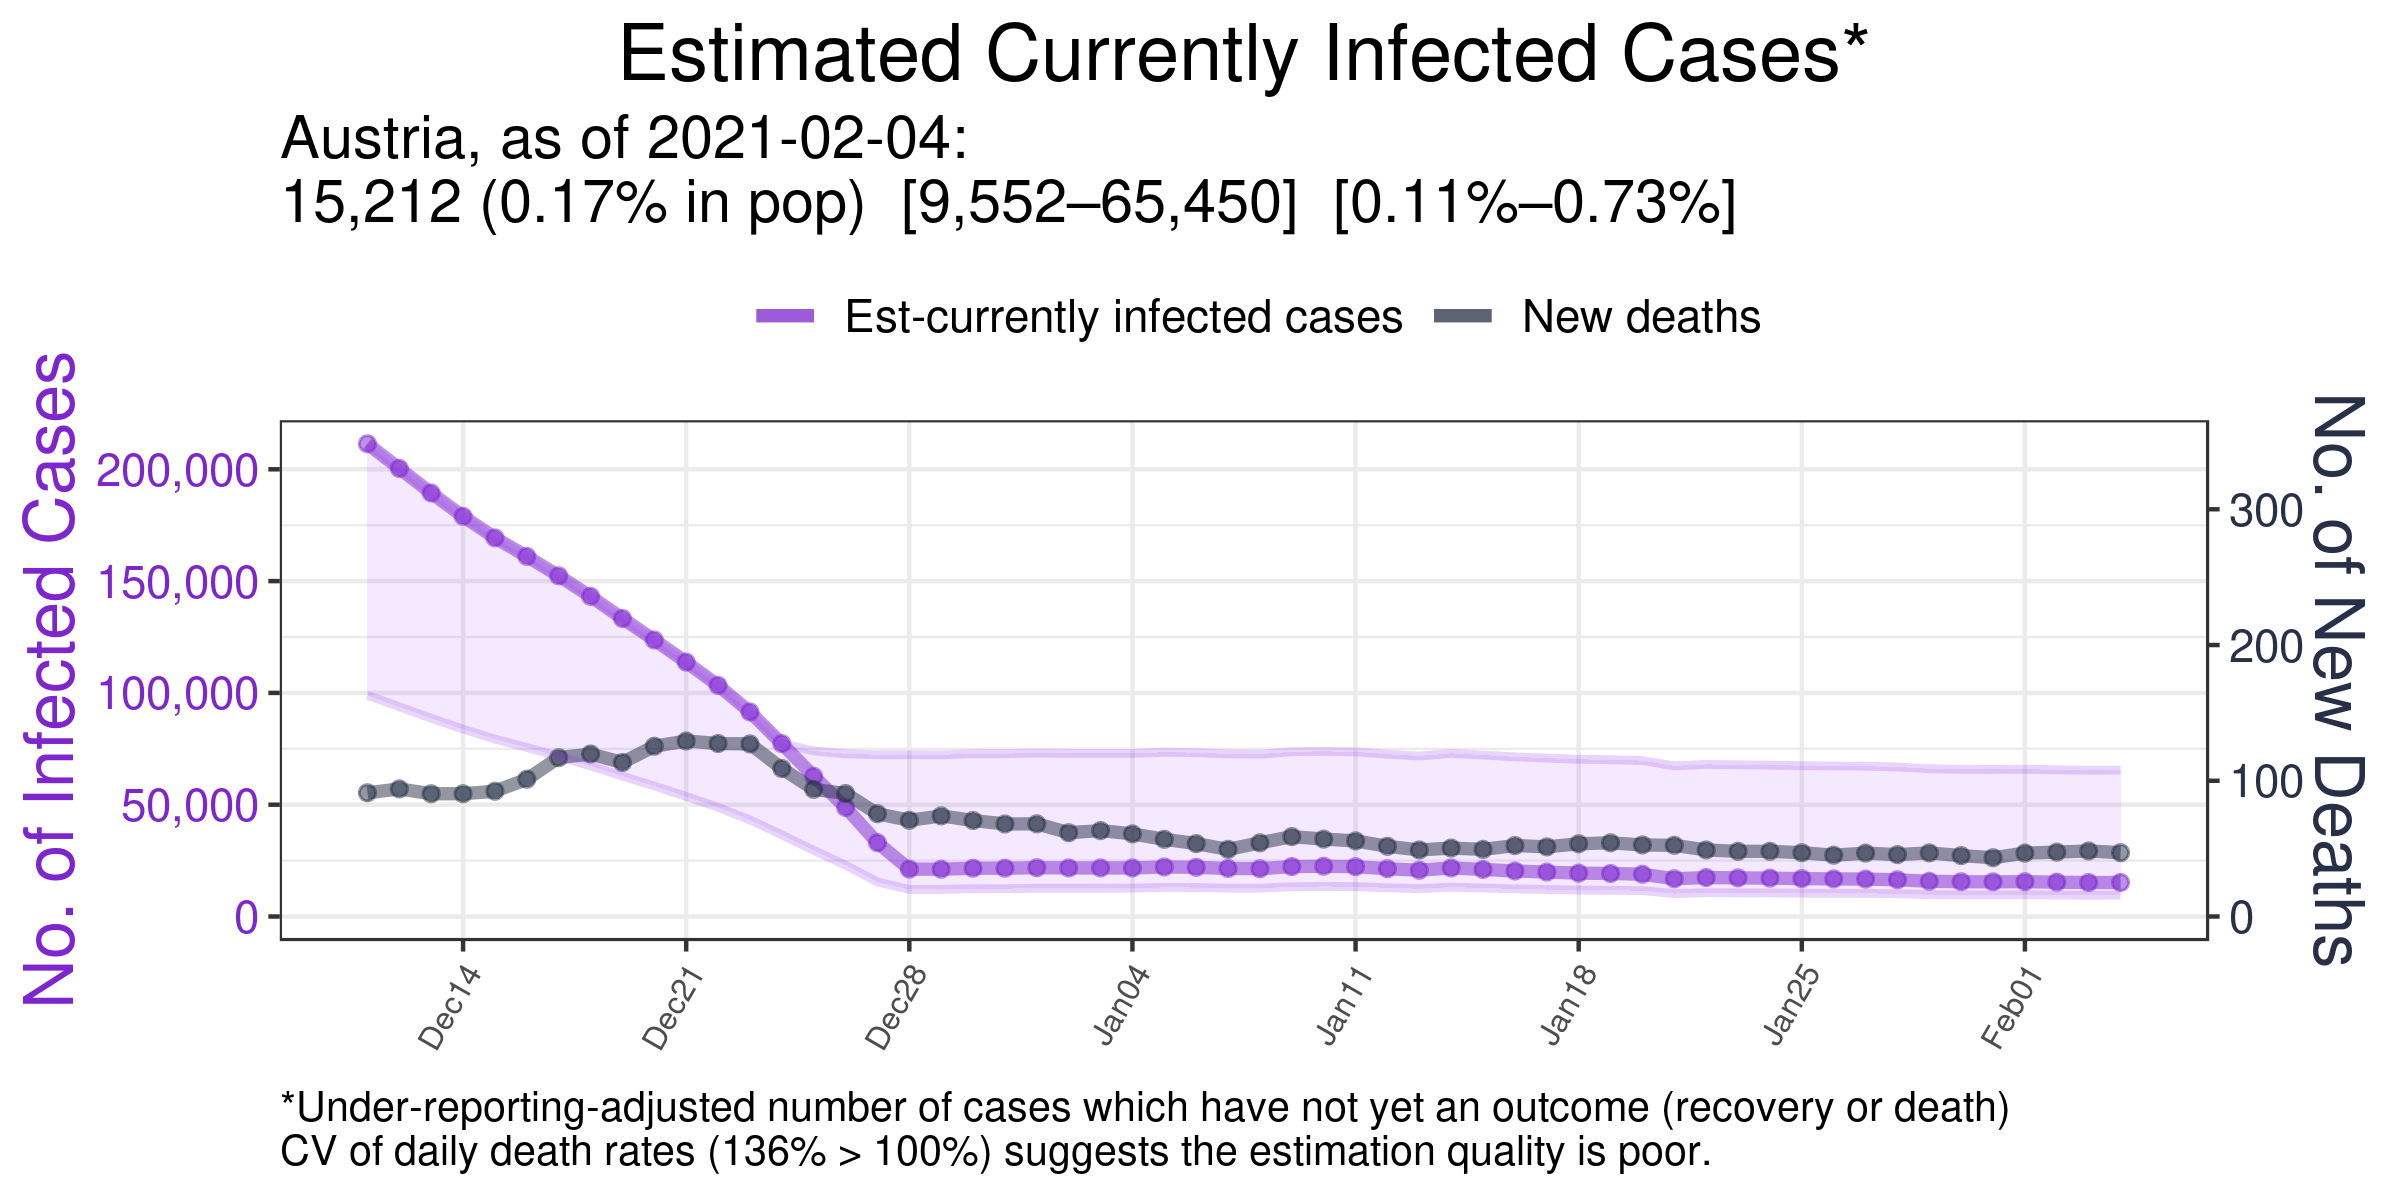 Estimated Currently Infected Cases*
Austria, as of 2021-02-04:
15,212 (0.17% in pop)  [9,552–65,450]  [0.11%–0.73%]
Est-currently infected cases
New deaths
No. of Infected Cases
200,000
150,000
100,000
50,000
0
300
200
100
0
No. of New Deaths
Dec14
Dec21
Dec28
Jan04
Jan11
Jan18
Jan25
Feb01
*Under-reporting-adjusted number of cases which have not yet an outcome (recovery or death)
CV of daily death rates (136% > 100%) suggests the estimation quality is poor.